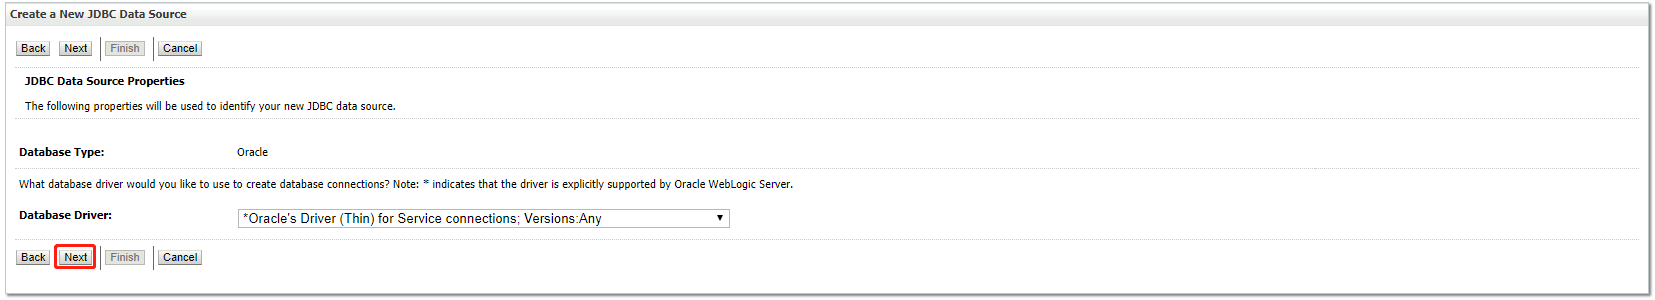 Create a New JDBC Data Source
Back Next Finish Cancel
JDBC Data Source Properties
The following properties will be used to identify your new JDBC data source.
Database Type: Oracle
What database driver would you like to use to create database connections? Note: * indicates that the driver is explicitly supported by Oracle WebLogic Server.
Database Driver: *Oracle's Driver (Thin) for Service connections; Versions:Any
Back Next Finish Cancel